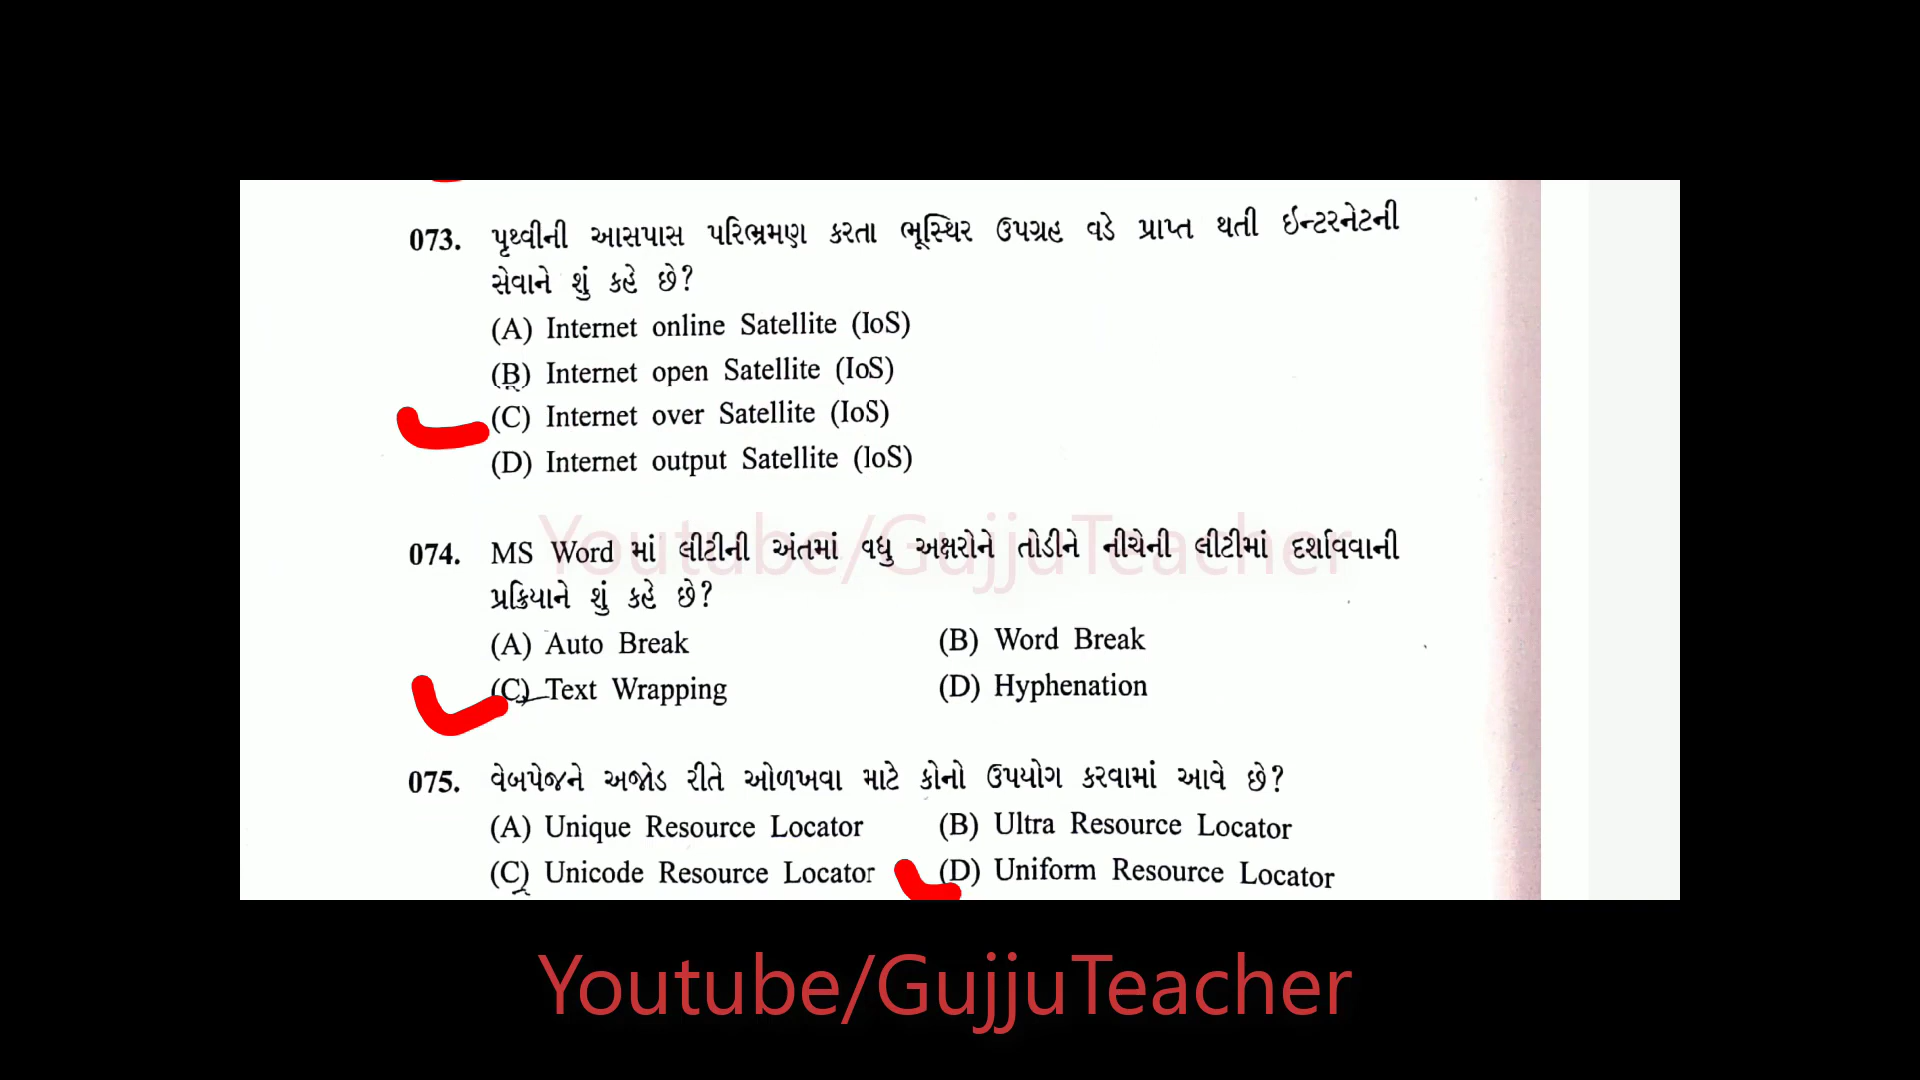 073. પૃથ્વીની આસપાસ પરિભ્રમણ કરતા ભૂસ્થિર ઉપગ્રહ વડે પ્રાપ્ત થતી ઈન્ટરનેટની
સેવાને શું કહે છે?
(A) Internet online Satellite (IoS)
(B) Internet open Satellite (IoS)
(C) Internet over Satellite (IoS)
(D) Internet output Satellite (IoS)
Youtube/GujjuTeacher
074. MS Word માં લીટીની અંતમાં વધુ અક્ષરોને તોડીને નીચેની લીટીમાં દર્શાવવાની
પ્રક્રિયાને શું કહે છે?
(A) Auto Break (B) Word Break
(C) Text Wrapping (D) Hyphenation
075. વેબપેજને અજોડ રીતે ઓળખવા માટે કોનો ઉપયોગ કરવામાં આવે છે?
(A) Unique Resource Locator (B) Ultra Resource Locator
(C) Unicode Resource Locator (D) Uniform Resource Locator
Youtube/GujjuTeacher